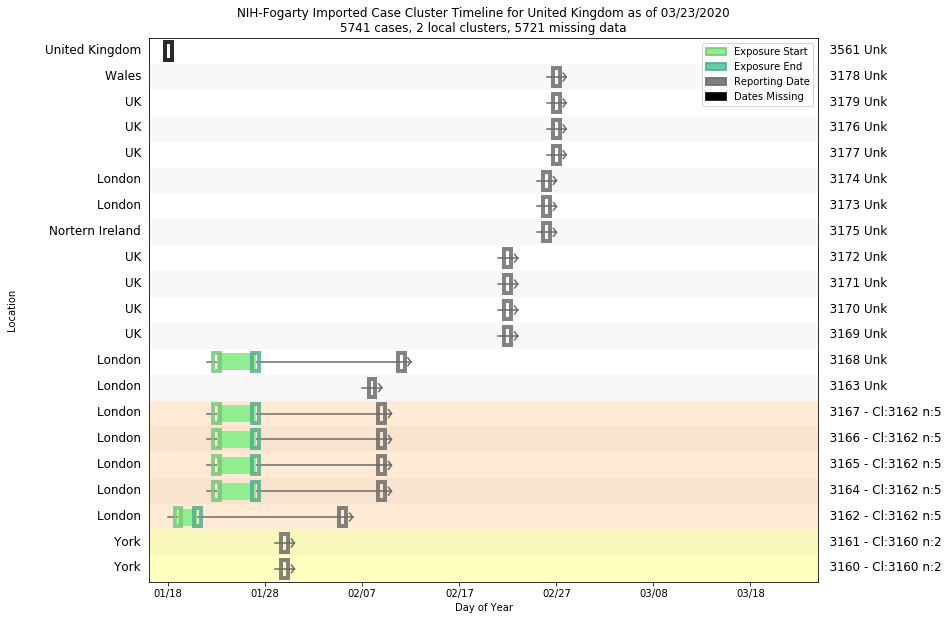 NIH-Fogarty Imported Case Cluster Timeline for United Kingdom as of 03/23/2020
5741 cases, 2 local clusters, 5721 missing data
Exposure Start
Exposure End
Reporting Date
Dates Missing
United Kingdom 3561 Unk
Wales 3178 Unk
UK 3179 Unk
UK 3176 Unk
UK 3177 Unk
London 3174 Unk
London 3173 Unk
Nortern Ireland 3175 Unk
UK 3172 Unk
UK 3171 Unk
UK 3170 Unk
UK 3169 Unk
London 3168 Unk
London 3163 Unk
London 3167 - Cl:3162 n:5
London 3166 - Cl:3162 n:5
London 3165 - Cl:3162 n:5
London 3164 - Cl:3162 n:5
London 3162 - Cl:3162 n:5
York 3161 - Cl:3160 n:2
York 3160 - Cl:3160 n:2
Location
01/18 01/28 02/07 02/17 02/27 03/08 03/18
Day of Year